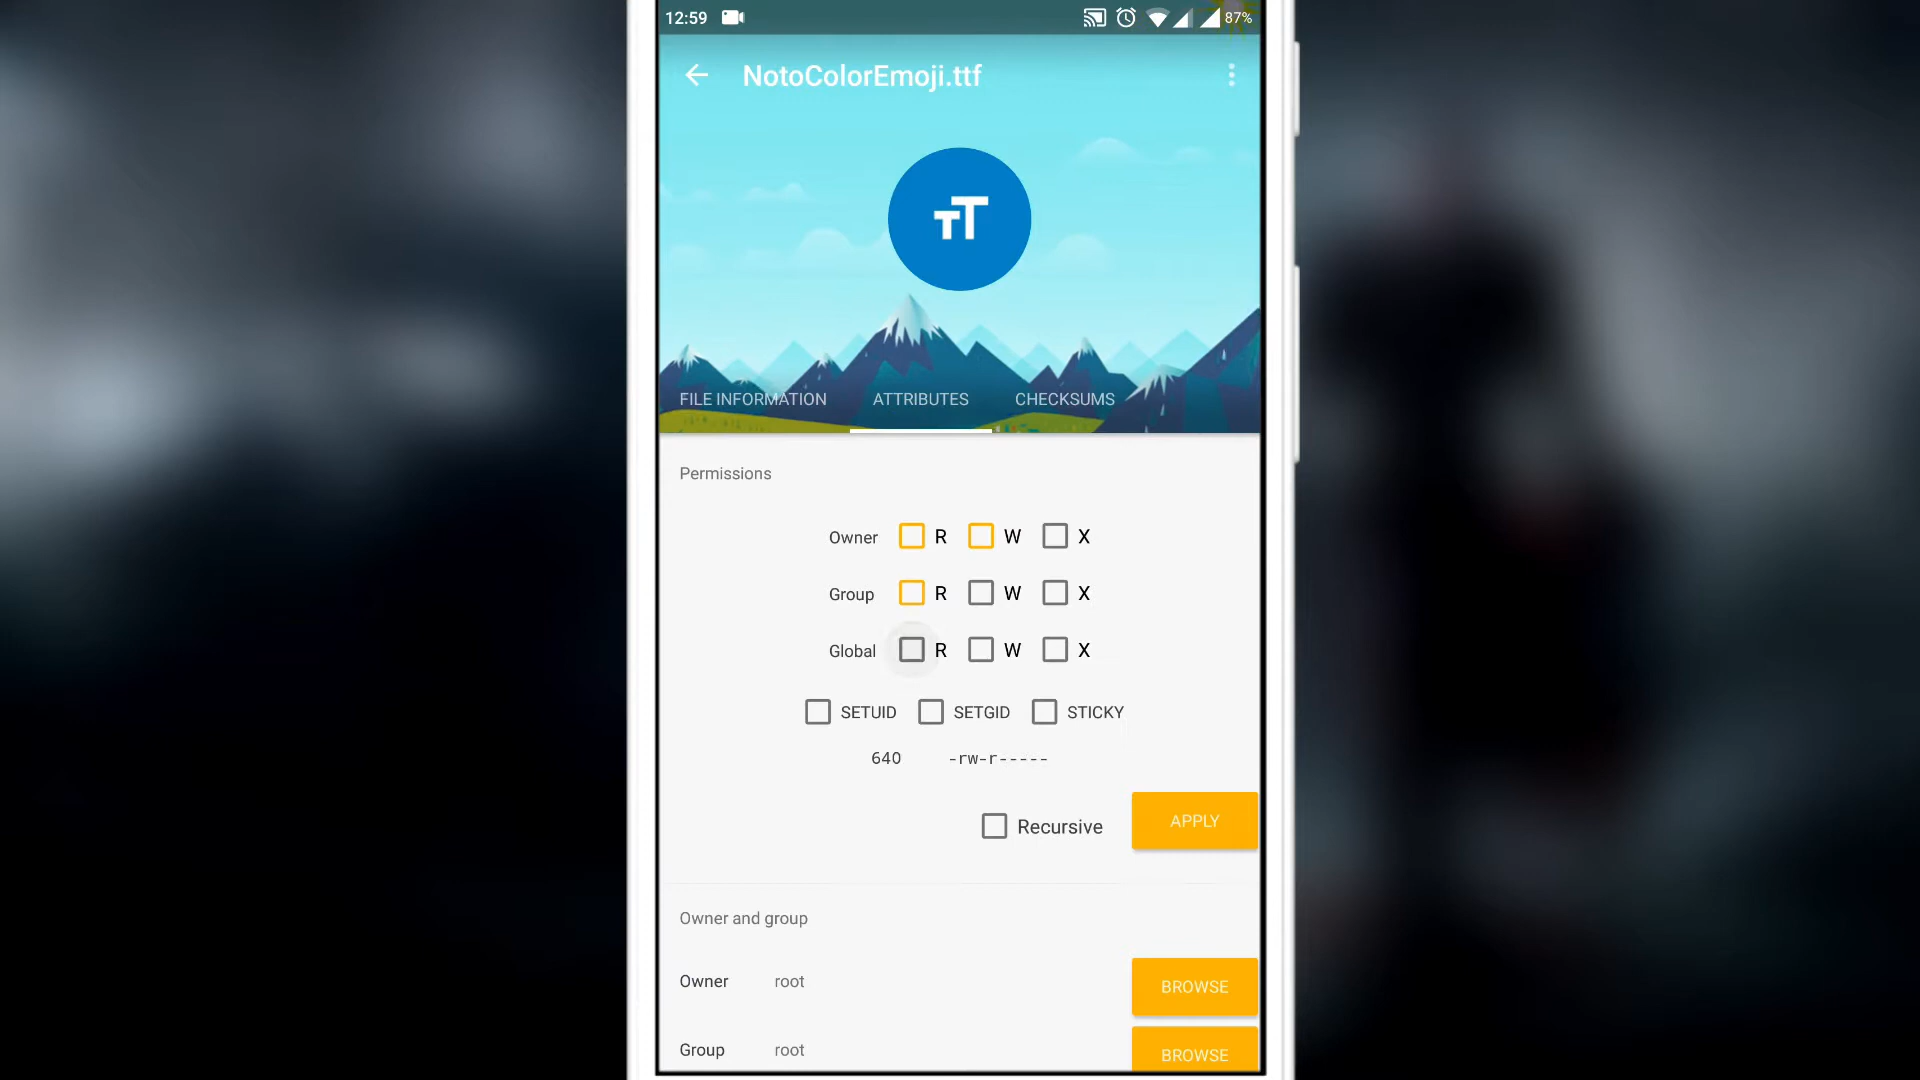 12:59 87%
NotoColorEmoji.ttf
TT
FILE INFORMATION ATTRIBUTES CHECKSUMS
Permissions
Owner R W X
Group R W X
Global R W X
SETUID SETGID STICKY
640 -rw-r-----
Recursive APPLY
Owner and group
Owner root BROWSE
Group root BROWSE